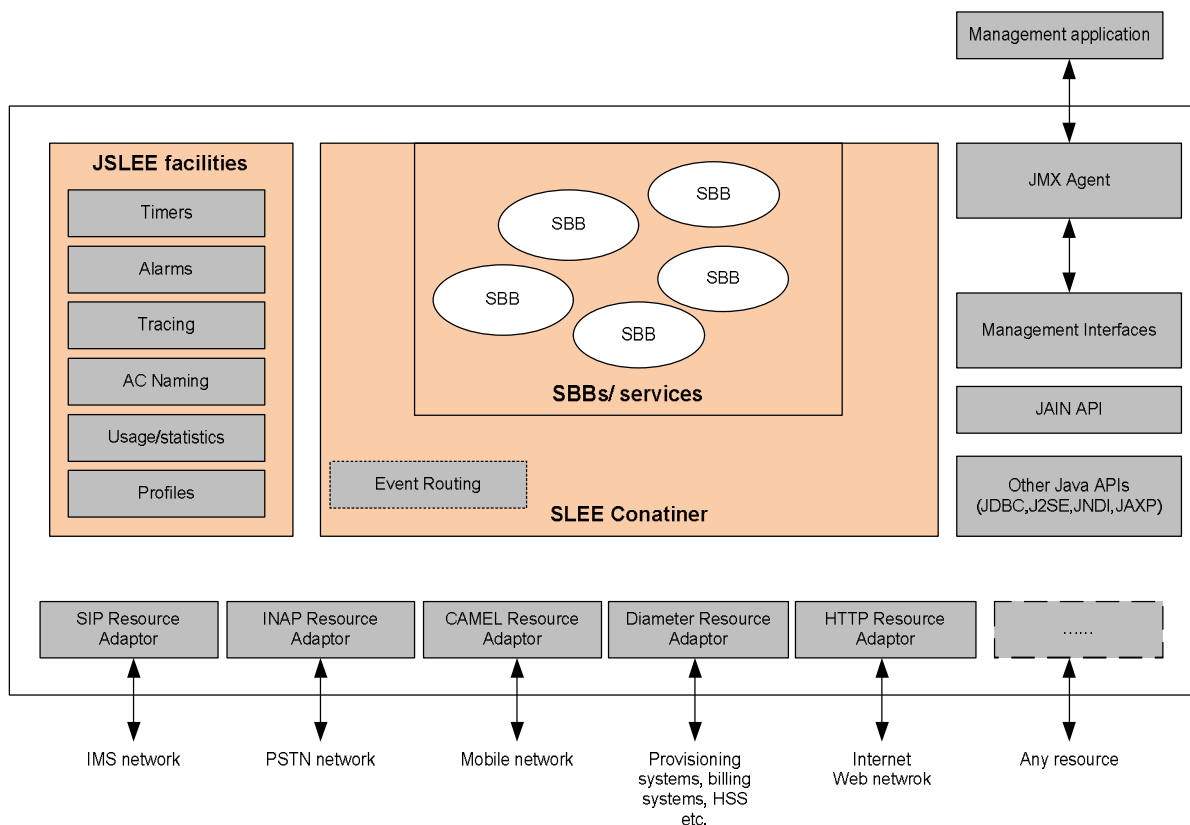 Management application
JSLEE facilities
Timers
Alarms
Tracing
AC Naming
Usage/statistics
Profiles
SBB
SBB
SBB
SBB
SBB
SBBs/ services
Event Routing
SLEE Conatiner
JMX Agent
Management Interfaces
JAIN API
Other Java APIs
(JDBC,J2SE,JNDI,JAXP)
SIP Resource
Adaptor
INAP Resource
Adaptor
CAMEL Resource
Adaptor
Diameter Resource
Adaptor
HTTP Resource
Adaptor
......
IMS network
PSTN network
Mobile network
Provisioning
systems, billing
systems, HSS
etc.
Internet
Web netwrok
Any resource